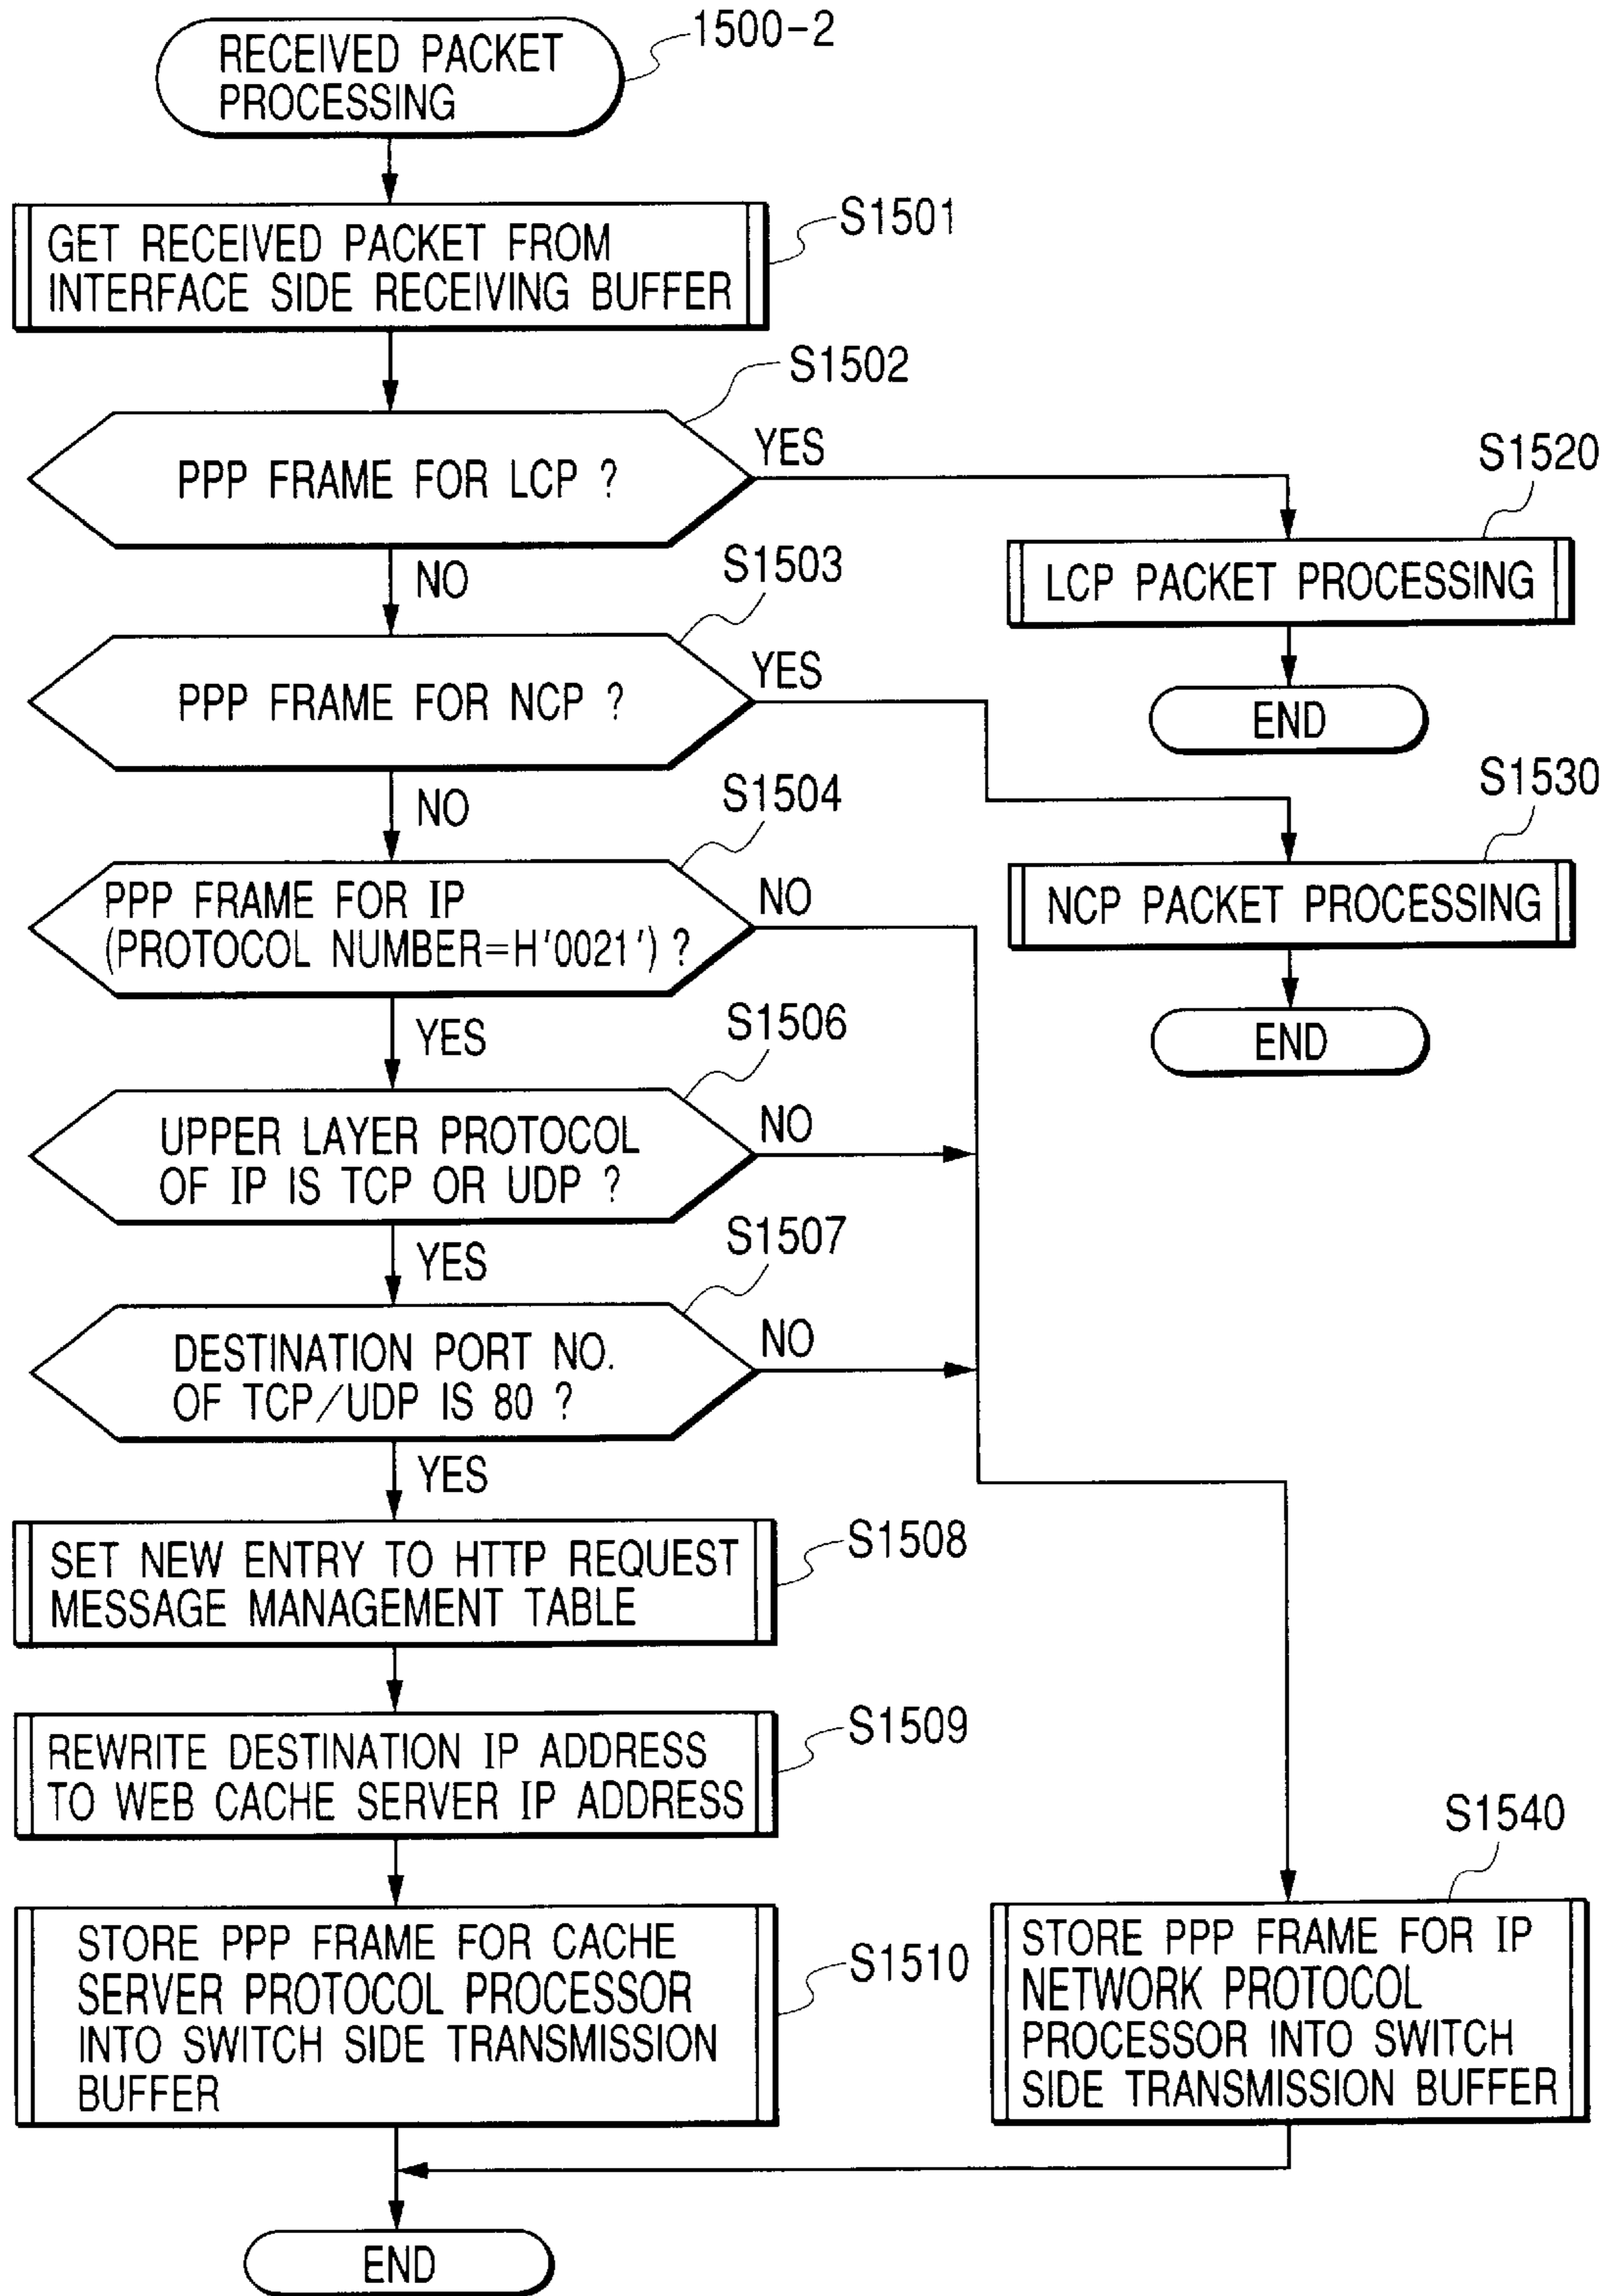 RECEIVED PACKET
PROCESSING
1500-2
GET RECEIVED PACKET FROM
INTERFACE SIDE RECEIVING BUFFER
S1501
S1502
PPP FRAME FOR LCP ?
YES
NO
S1520
LCP PACKET PROCESSING
END
S1503
PPP FRAME FOR NCP ?
YES
NO
S1530
NCP PACKET PROCESSING
END
S1504
PPP FRAME FOR IP
(PROTOCOL NUMBER=H'0021') ?
NO
YES
S1506
UPPER LAYER PROTOCOL
OF IP IS TCP OR UDP ?
NO
YES
S1507
DESTINATION PORT NO.
OF TCP/UDP IS 80 ?
NO
YES
SET NEW ENTRY TO HTTP REQUEST
MESSAGE MANAGEMENT TABLE
S1508
REWRITE DESTINATION IP ADDRESS
TO WEB CACHE SERVER IP ADDRESS
S1509
STORE PPP FRAME FOR CACHE
SERVER PROTOCOL PROCESSOR
INTO SWITCH SIDE TRANSMISSION
BUFFER
S1510
S1540
STORE PPP FRAME FOR IP
NETWORK PROTOCOL
PROCESSOR INTO SWITCH
SIDE TRANSMISSION BUFFER
END